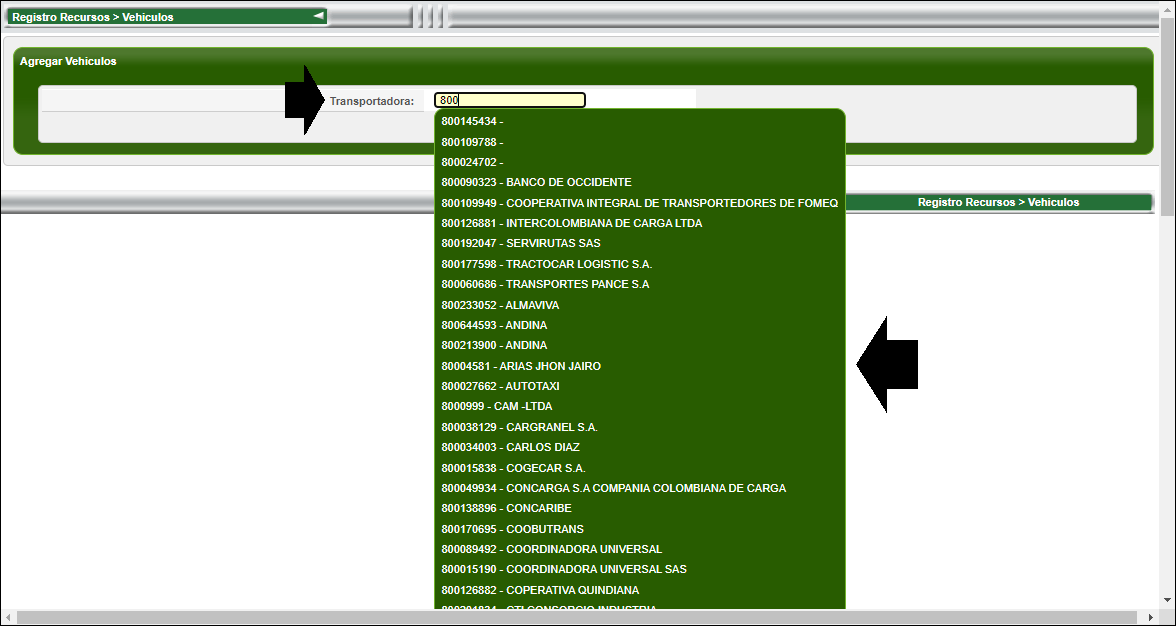 Registro Recursos > Vehiculos
Agregar Vehiculos
Transportadora: 800
800145434 -
800109788 -
800024702 -
800090323 - BANCO DE OCCIDENTE
800109949 - COOPERATIVA INTEGRAL DE TRANSPORTEDORES DE FOMEQ
800126881 - INTERCOLOMBIANA DE CARGA LTDA
800192047 - SERVIRUTAS SAS
800177598 - TRACTOCAR LOGISTIC S.A.
800060686 - TRANSPORTES PANCE S.A
800233052 - ALMAVIVA
800644593 - ANDINA
800213900 - ANDINA
80004581 - ARIAS JHON JAIRO
800027662 - AUTOTAXI
8000999 - CAM -LTDA
800038129 - CARGRANEL S.A.
800034003 - CARLOS DIAZ
800015838 - COGECAR S.A.
800049934 - CONCARGA S.A COMPANIA COLOMBIANA DE CARGA
800138896 - CONCARIBE
800170695 - COOBUTRANS
800089492 - COORDINADORA UNIVERSAL
800015190 - COORDINADORA UNIVERSAL SAS
800126882 - COPERATIVA QUINDIANA
CTI CONSORCIO INDUSTRIA
Registro Recursos > Vehiculos